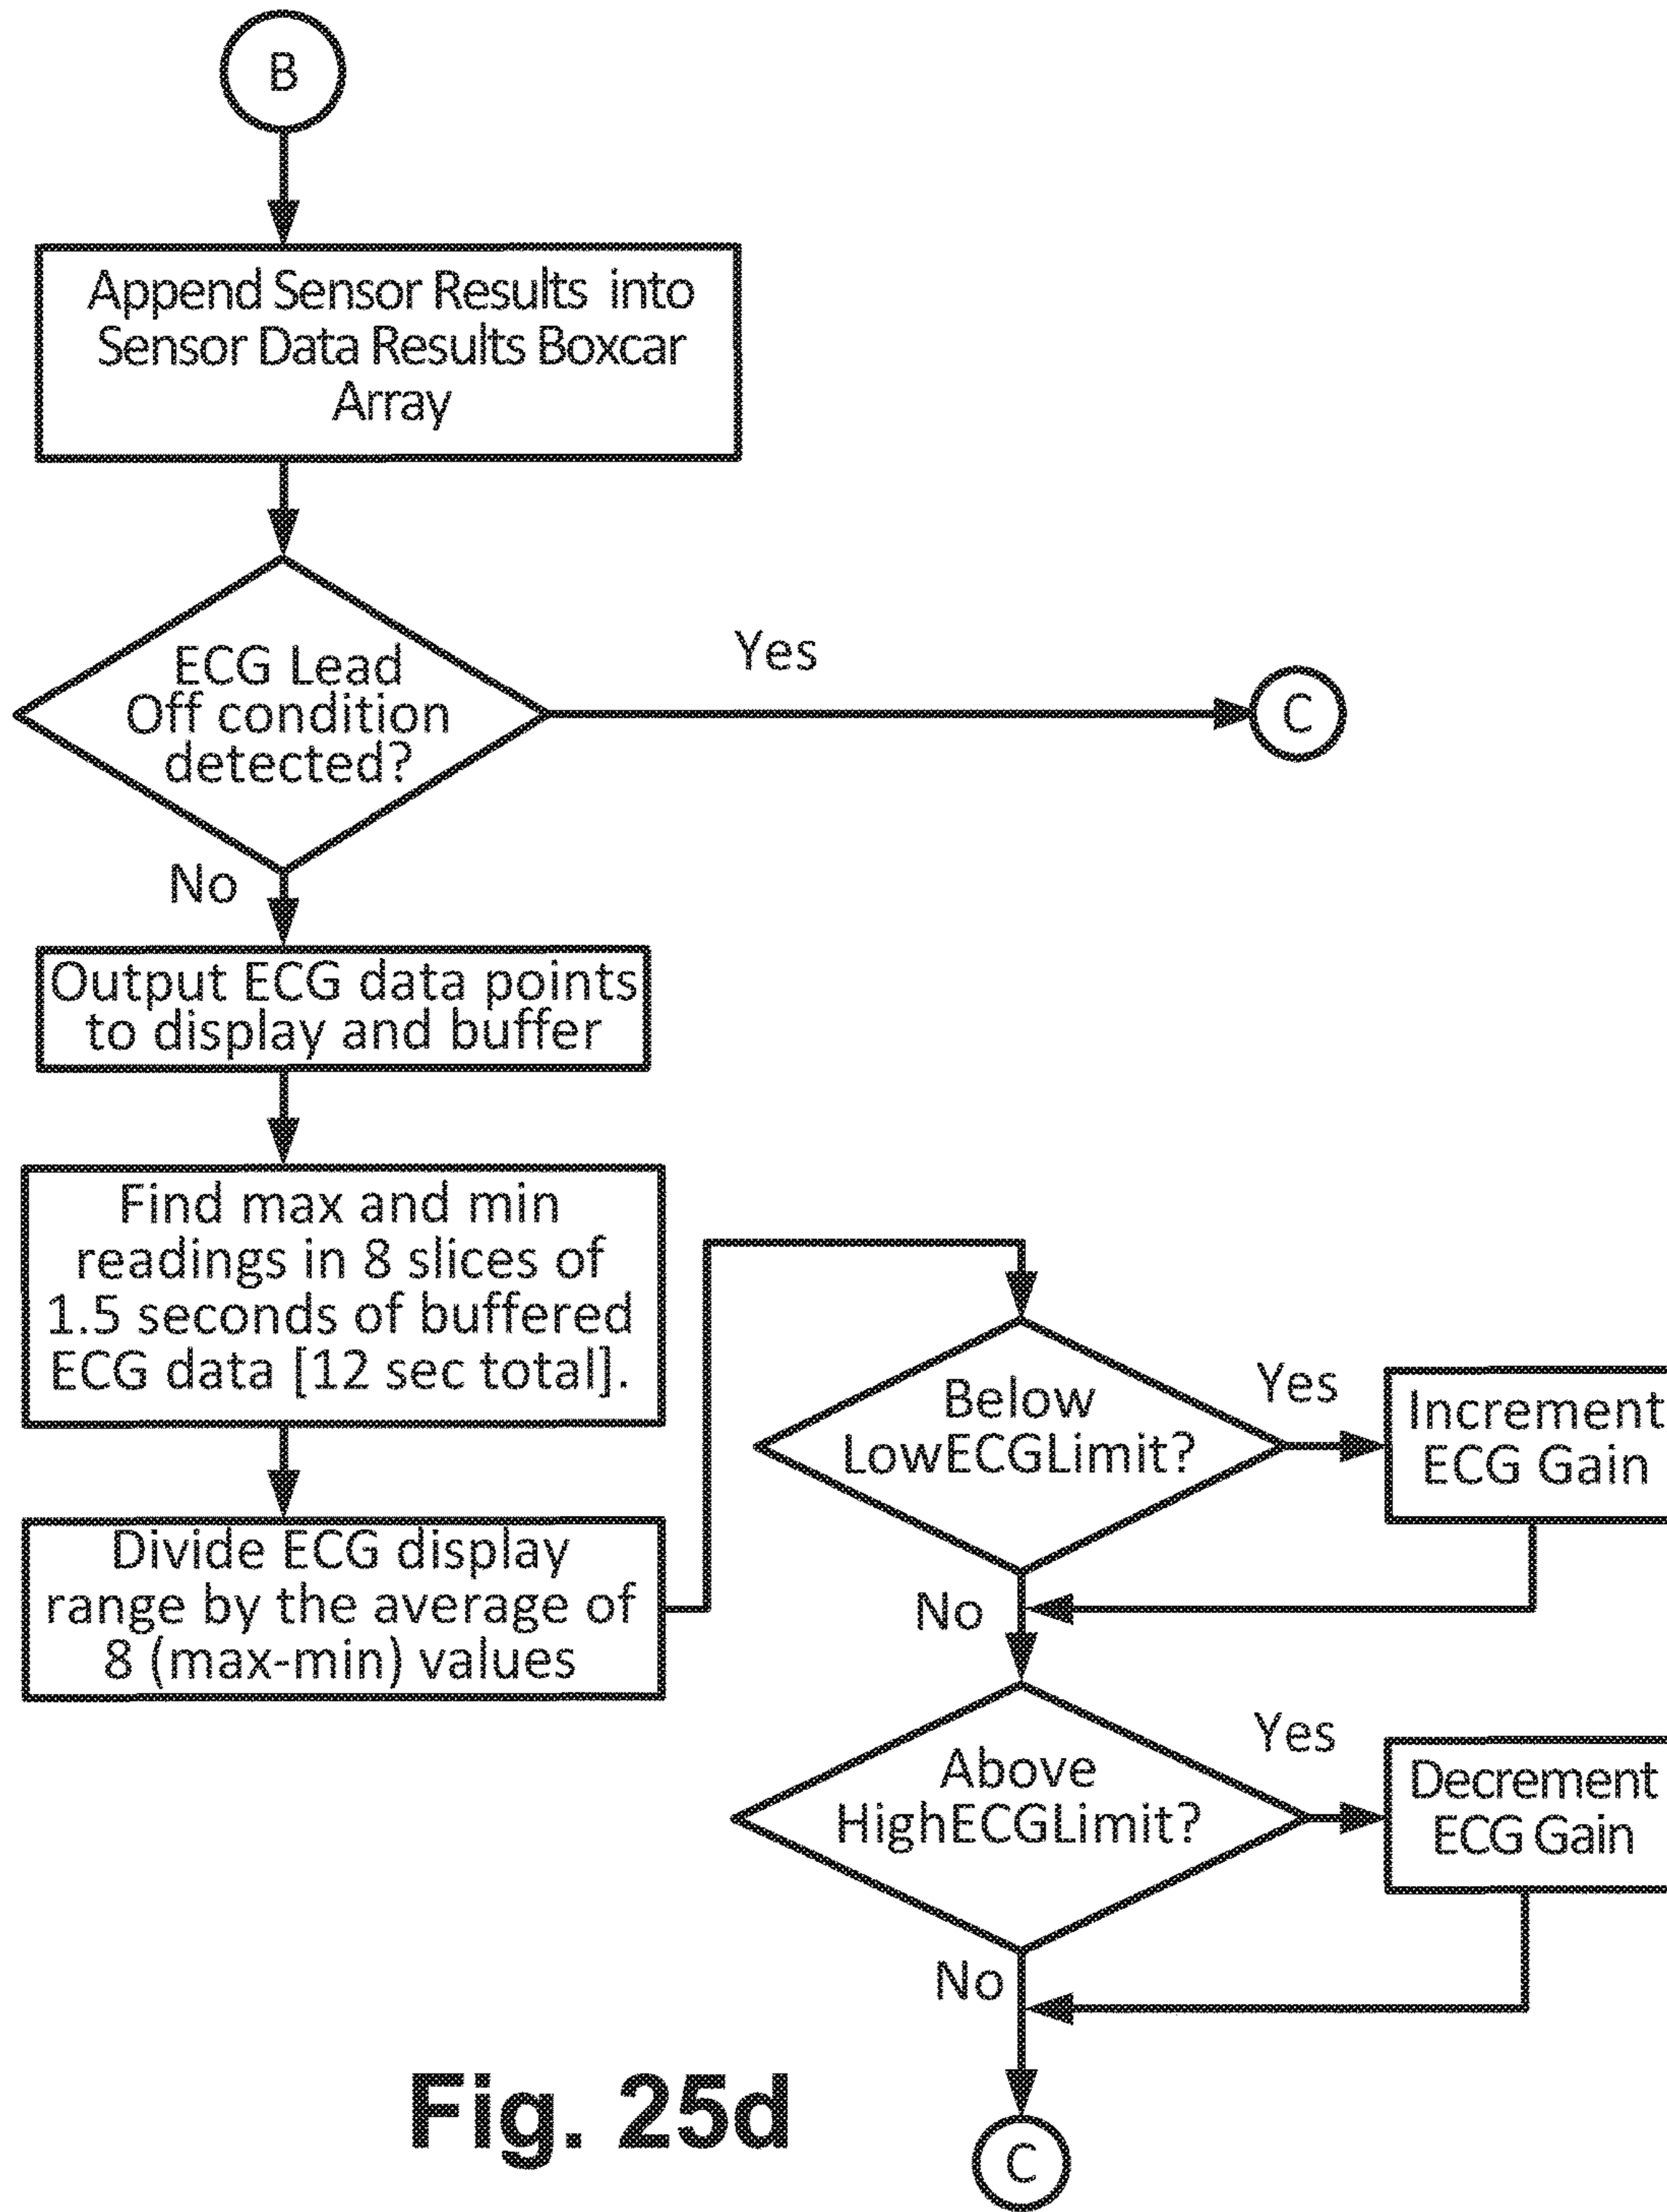 B
Append Sensor Results into
Sensor Data Results Boxcar
Array
ECG Lead
Off condition
detected?
Yes
C
No
Output ECG data points
to display and buffer
Find max and min
readings in 8 slices of
1.5 seconds of buffered
ECG data [12 sec total].
Divide ECG display
range by the average of
8 (max-min) values
Below
LowECGLimit?
Yes
Increment
ECG Gain
No
Above
HighECGLimit?
Yes
Decrement
ECG Gain
No
C
Fig. 25d